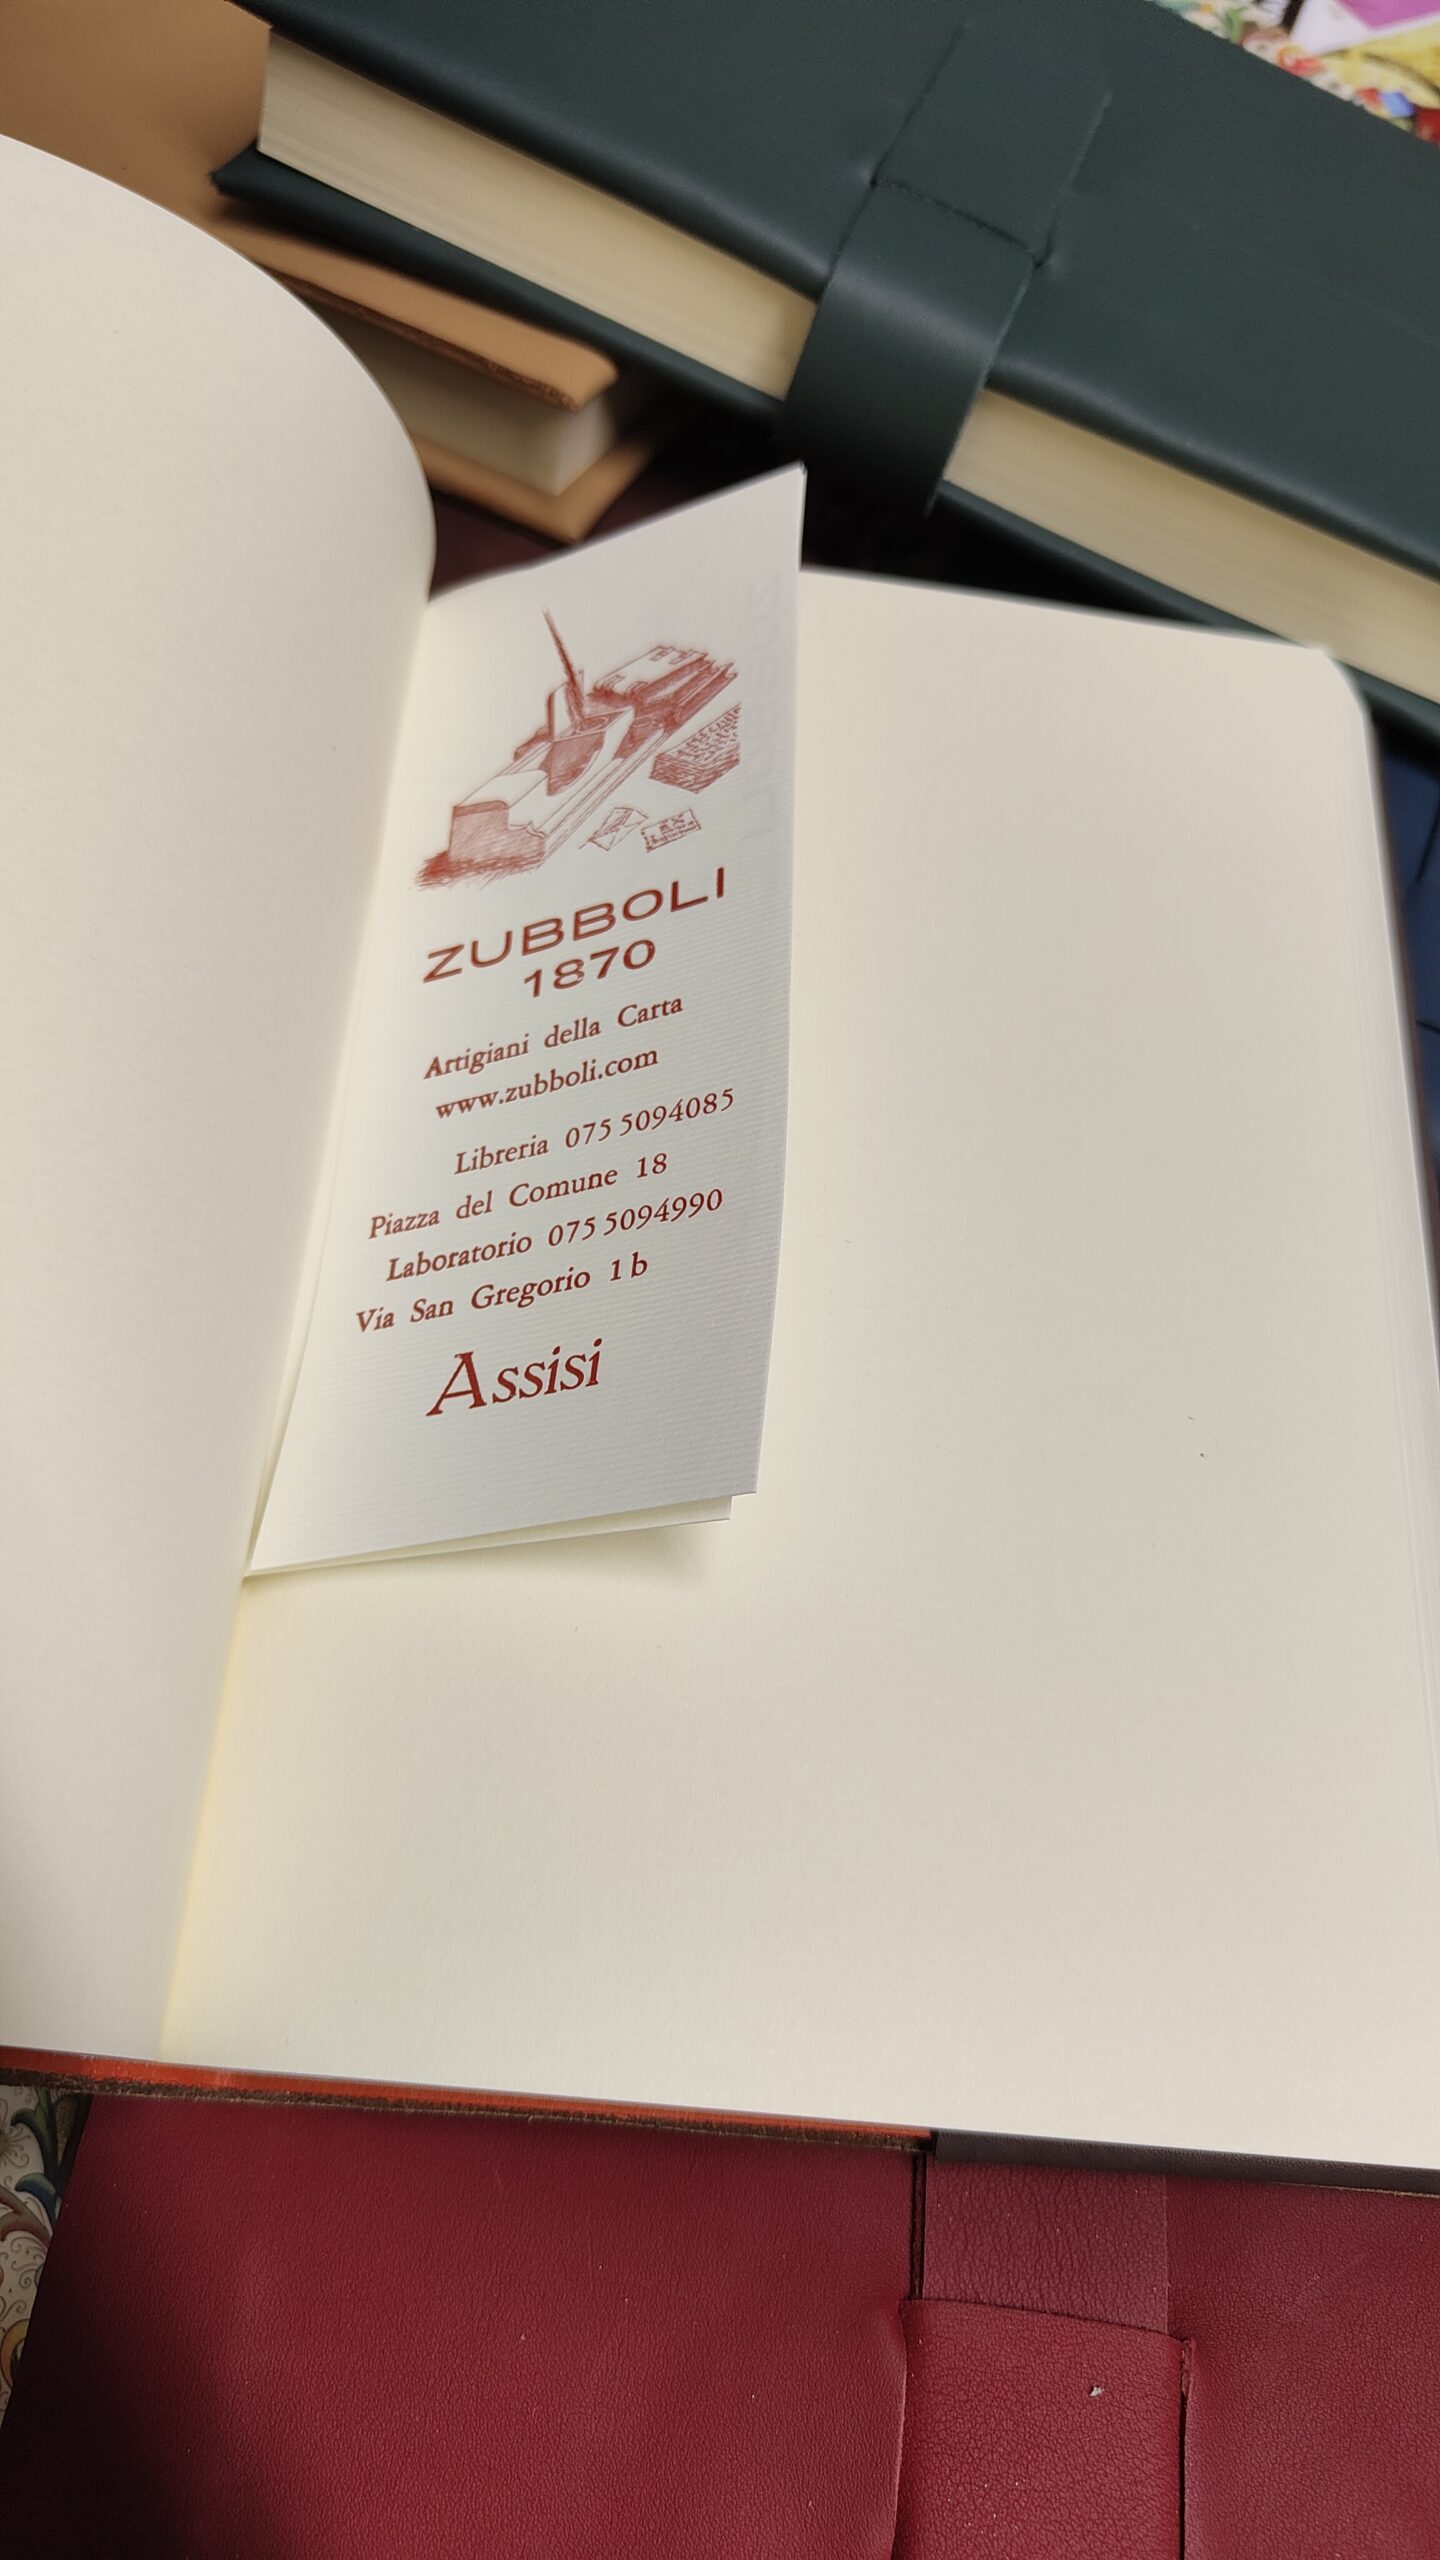 ZUBBOLI
1870
Artigiani della Carta
www.zubboli.com
Libreria 075 5094085
Piazza del Comune 18
Laboratorio 075 5094990
Via San Gregorio 1 b
Assisi